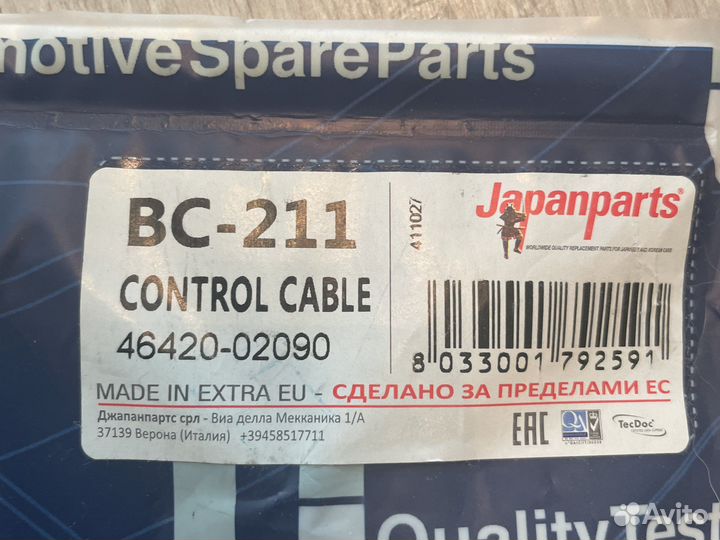 motive Spare Parts
BC-211
411027
Japanparts®
WORLDWIDE QUALITY REPLACEMENT PARTS FOR JAPANESE AND KOREAN CARS
CONTROL CABLE
46420-02090
8 033001 792591
MADE IN EXTRA EU - СДЕЛАНО ЗА ПРЕДЕЛАМИ ЕС
Джапанпартс срл - Виа делла Мекканика 1/А
37139 Верона (Италия) +39458517711
EAC
QA
TecDoc
Quality Test
Avito